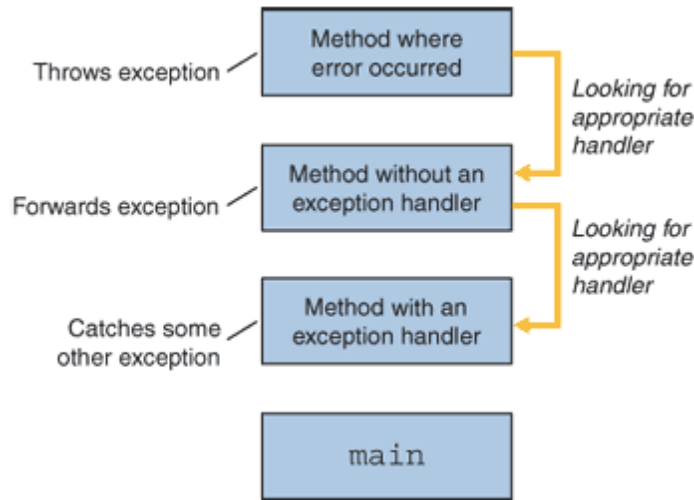 Method where
error occurred
Throws exception
Looking for
appropriate
handler
Method without an
exception handler
Forwards exception
Looking for
appropriate
handler
Method with an
exception handler
Catches some
other exception
main